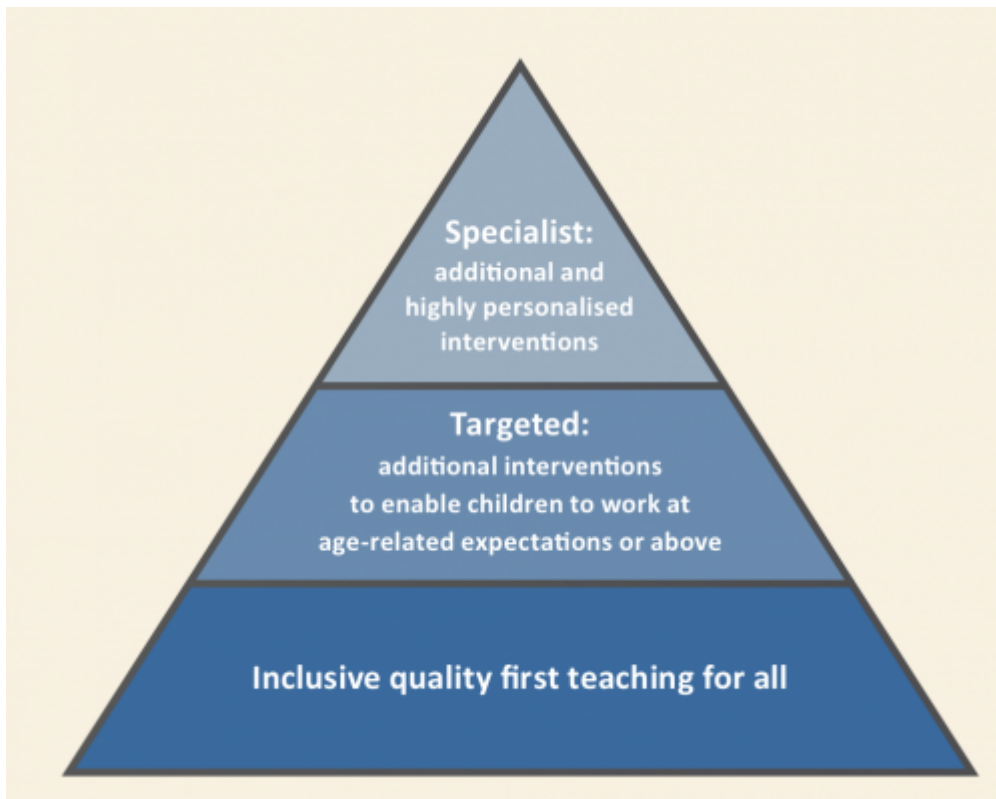 Specialist:
additional and
highly personalised
interventions
Targeted:
additional interventions
to enable children to work at
age-related expectations or above
Inclusive quality first teaching for all